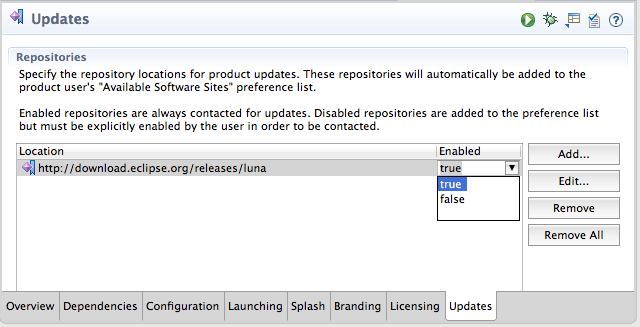 Updates
Repositories
Specify the repository locations for product updates. These repositories will automatically be added to the
product user's "Available Software Sites" preference list.
Enabled repositories are always contacted for updates. Disabled repositories are added to the preference list
but must be explicitly enabled by the user in order to be contacted.
Location Enabled
http://download.eclipse.org/releases/luna true
true
false
Add...
Edit...
Remove
Remove All
Overview Dependencies Configuration Launching Splash Branding Licensing Updates